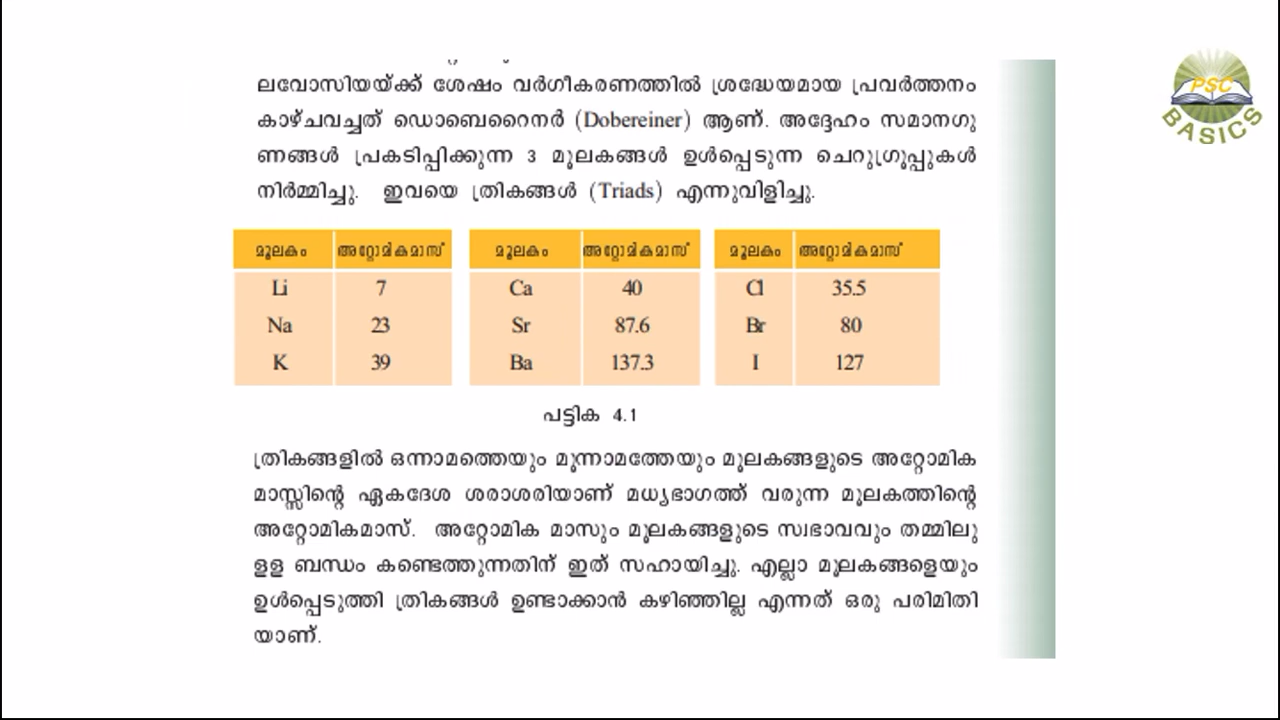 ലവോസിയയ്ക്ക് ശേഷം വർഗീകരണത്തിൽ ശ്രദ്ധേയമായ പ്രവർത്തനം
കാഴ്ചവച്ചത് ഡൊബെറൈനർ (Dobereiner) ആണ്. അദ്ദേഹം സമാനഗു
ണങ്ങൾ പ്രകടിപ്പിക്കുന്ന 3 മൂലകങ്ങൾ ഉൾപ്പെടുന്ന ചെറുഗ്രൂപ്പുകൾ
നിർമ്മിച്ചു. ഇവയെ ത്രികങ്ങൾ (Triads) എന്നുവിളിച്ചു.
മൂലകം അറ്റോമികമാസ് മൂലകം അറ്റോമികമാസ് മൂലകം അറ്റോമികമാസ്
Li 7 Ca 40 Cl 35.5
Na 23 Sr 87.6 Br 80
K 39 Ba 137.3 I 127
പട്ടിക 4.1
ത്രികങ്ങളിൽ ഒന്നാമത്തെയും മൂന്നാമത്തേയും മൂലകങ്ങളുടെ അറ്റോമിക
മാസ്സിന്റെ ഏകദേശ ശരാശരിയാണ് മധ്യഭാഗത്ത് വരുന്ന മൂലകത്തിന്റെ
അറ്റോമികമാസ്. അറ്റോമിക മാസും മൂലകങ്ങളുടെ സ്വഭാവവും തമ്മിലു
ളള ബന്ധം കണ്ടെത്തുന്നതിന് ഇത് സഹായിച്ചു. എല്ലാ മൂലകങ്ങളെയും
ഉൾപ്പെടുത്തി ത്രികങ്ങൾ ഉണ്ടാക്കാൻ കഴിഞ്ഞില്ല എന്നത് ഒരു പരിമിതി
യാണ്.
PSC
BASICS